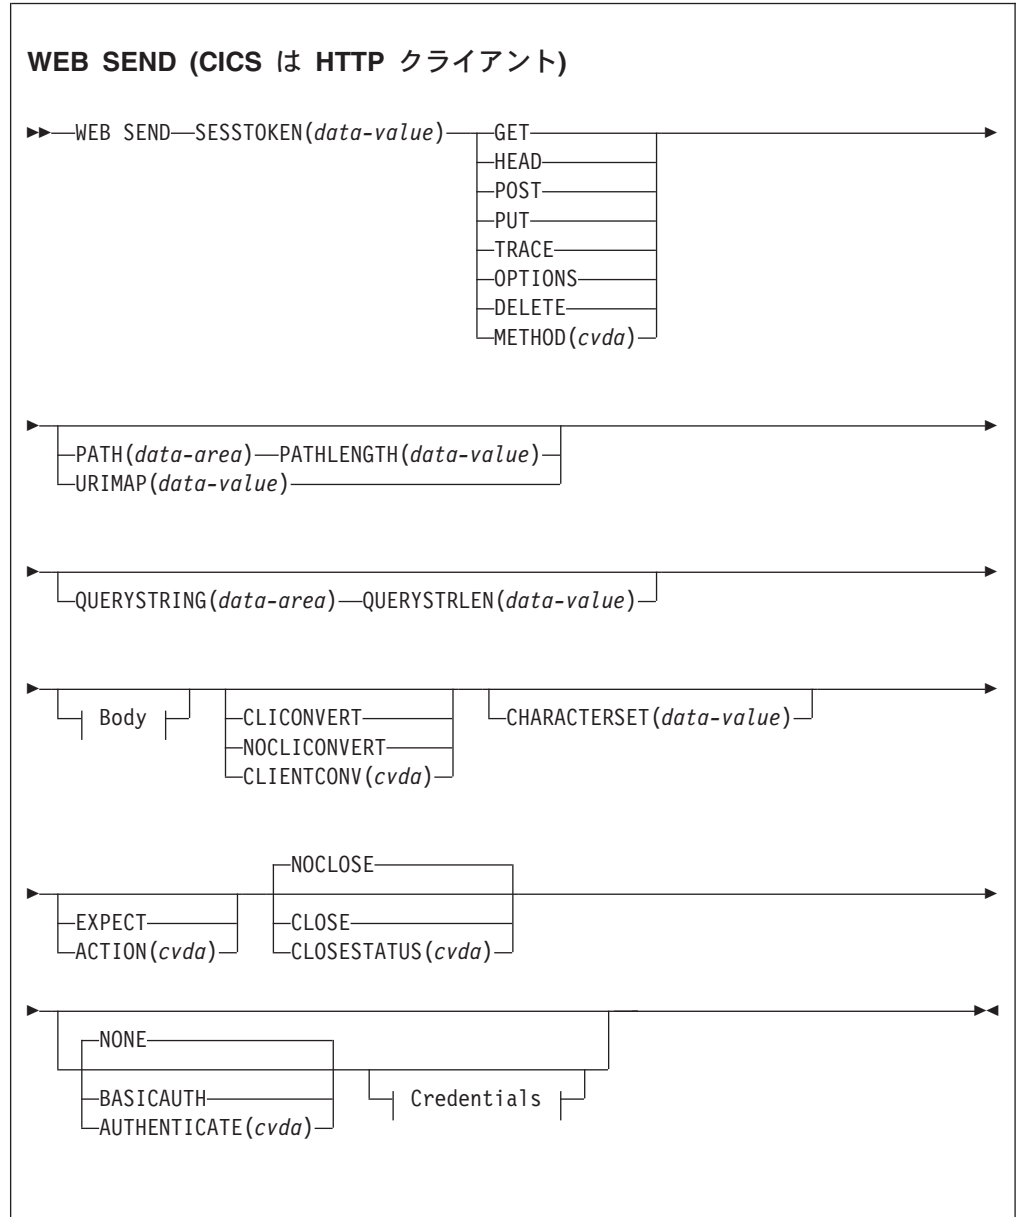 WEB SEND (CICS は HTTP クライアント)
WEB SEND SESSTOKEN(data-value) GET
HEAD
POST
PUT
TRACE
OPTIONS
DELETE
METHOD(cvda)
PATH(data-area) PATHLENGTH(data-value)
URIMAP(data-value)
QUERYSTRING(data-area) QUERYSTRLEN(data-value)
Body CLICONVERT CHARACTERSET(data-value)
NOCLICONVERT
CLIENTCONV(cvda)
NOCLOSE
EXPECT CLOSE
ACTION(cvda) CLOSESTATUS(cvda)
NONE
BASICAUTH Credentials
AUTHENTICATE(cvda)